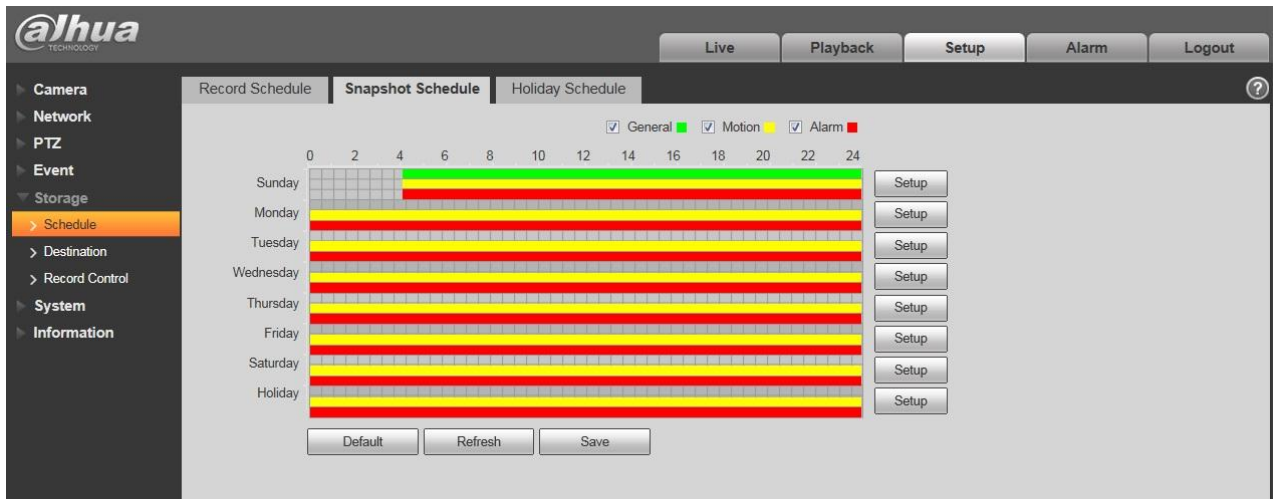 alhua
TECHNOLOGY
Live Playback Setup Alarm Logout
Camera
Network
PTZ
Event
Storage
> Schedule
> Destination
> Record Control
System
Information
Record Schedule Snapshot Schedule Holiday Schedule ?
General Motion Alarm
0 2 4 6 8 10 12 14 16 18 20 22 24
Sunday Setup
Monday Setup
Tuesday Setup
Wednesday Setup
Thursday Setup
Friday Setup
Saturday Setup
Holiday Setup
Default Refresh Save